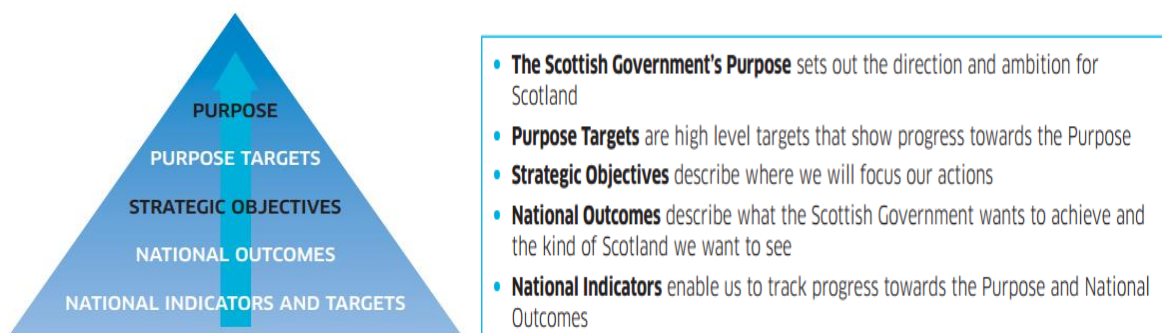 PURPOSE
PURPOSE TARGETS
STRATEGIC OBJECTIVES
NATIONAL OUTCOMES
NATIONAL INDICATORS AND TARGETS
• The Scottish Government's Purpose sets out the direction and ambition for
Scotland
• Purpose Targets are high level targets that show progress towards the Purpose
• Strategic Objectives describe where we will focus our actions
• National Outcomes describe what the Scottish Government wants to achieve and
the kind of Scotland we want to see
• National Indicators enable us to track progress towards the Purpose and National
Outcomes